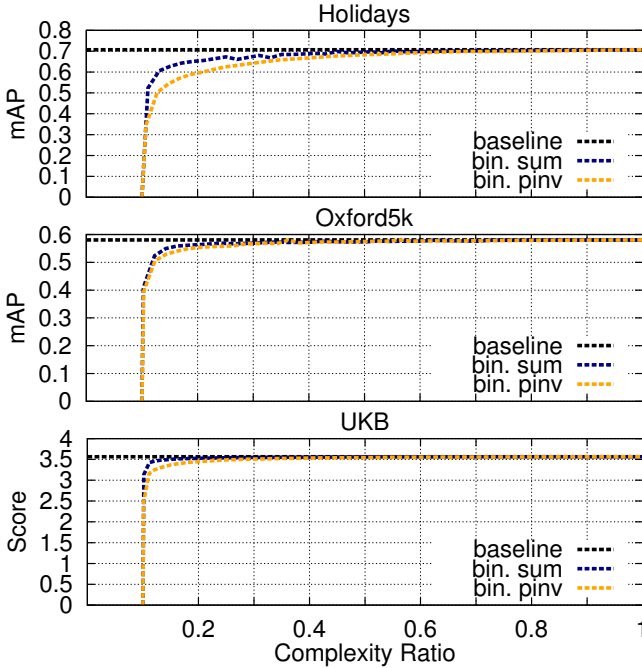 Holidays
0.8
0.7
0.6
0.5
0.4
0.3
0.2
0.1
0
mAP
baseline
bin. sum
bin. pinv
Oxford5k
0.6
0.5
0.4
0.3
0.2
0.1
0
mAP
baseline
bin. sum
bin. pinv
UKB
4
3.5
3
2.5
2
1.5
1
0.5
0
Score
baseline
bin. sum
bin. pinv
0.2 0.4 0.6 0.8 1
Complexity Ratio